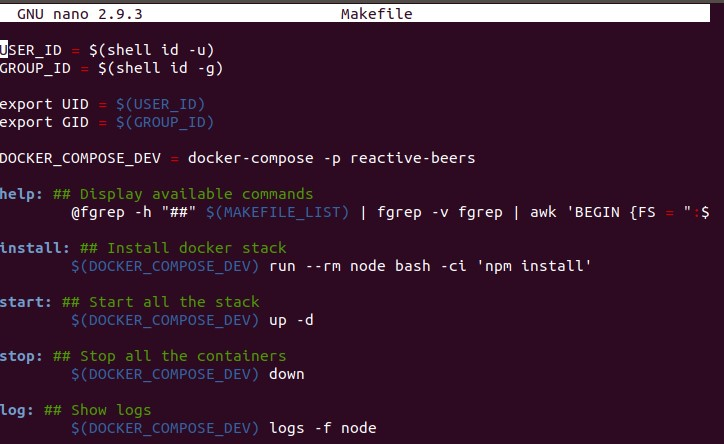 GNU nano 2.9.3 Makefile
USER_ID = $(shell id -u)
GROUP_ID = $(shell id -g)
export UID = $(USER_ID)
export GID = $(GROUP_ID)
DOCKER_COMPOSE_DEV = docker-compose -p reactive-beers
help: ## Display available commands
@fgrep -h "##" $(MAKEFILE_LIST) | fgrep -v fgrep | awk 'BEGIN {FS = ":$
install: ## Install docker stack
$(DOCKER_COMPOSE_DEV) run --rm node bash -ci 'npm install'
start: ## Start all the stack
$(DOCKER_COMPOSE_DEV) up -d
stop: ## Stop all the containers
$(DOCKER_COMPOSE_DEV) down
log: ## Show logs
$(DOCKER_COMPOSE_DEV) logs -f node